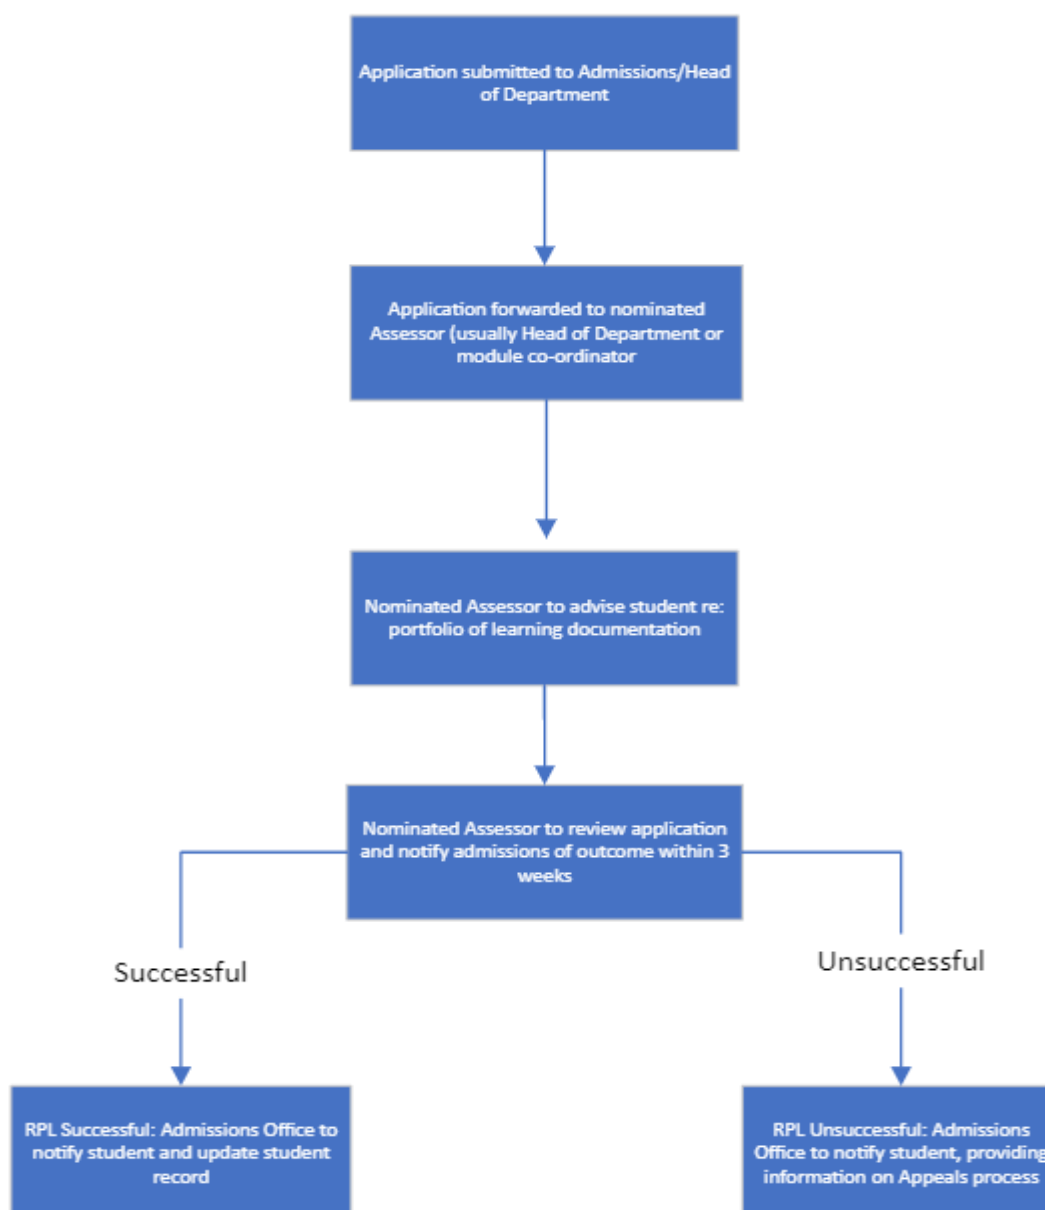 Application submitted to Admissions/Head
of Department
Application forwarded to nominated
Assessor (usually Head of Department or
module co-ordinator
Nominated Assessor to advise student re:
portfolio of learning documentation
Nominated Assessor to review application
and notify admissions of outcome within 3
weeks
Successful
Unsuccessful
RPL Successful: Admissions Office to
notify student and update student
record
RPL Unsuccessful: Admissions
Office to notify student, providing
information on Appeals process